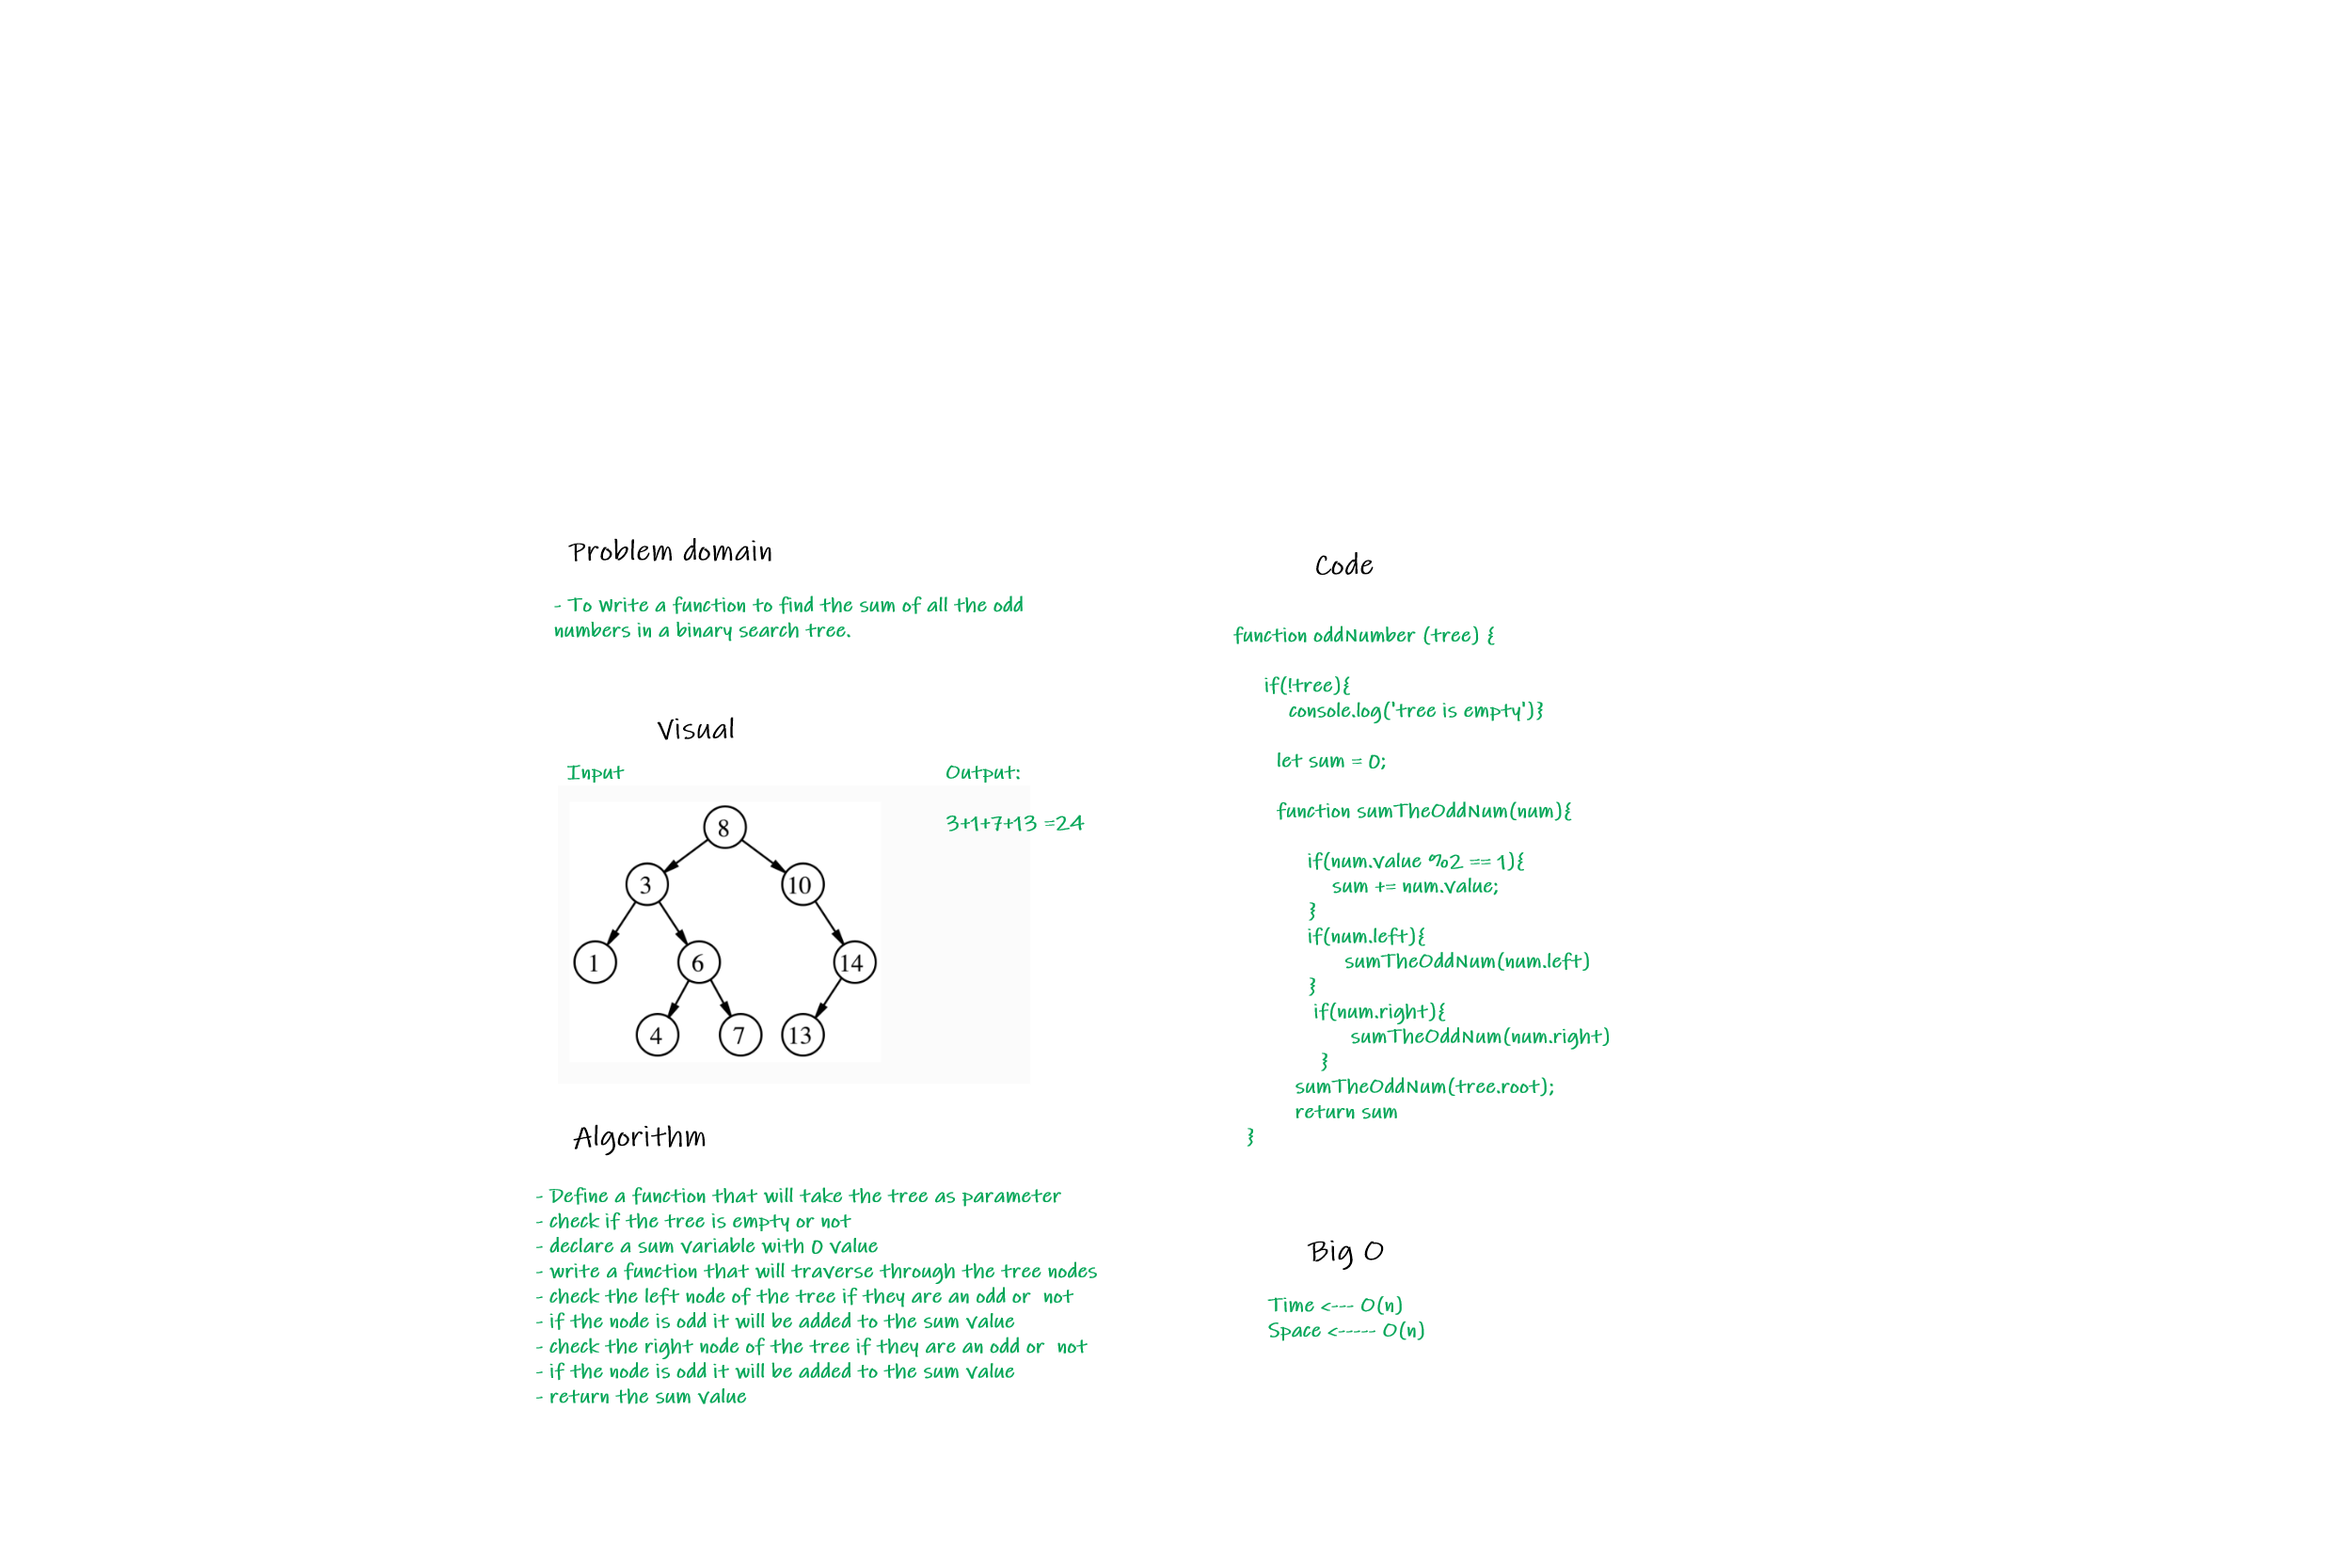 Problem domain
- To write a function to find the sum of all the odd
numbers in a binary search tree.
Visual
Input
Output:
3+1+7+13 =24
8
3
10
1
6
14
4
7
13
Algorithm
- Define a function that will take the tree as parameter
- check if the tree is empty or not
- declare a sum variable with 0 value
- write a function that will traverse through the tree nodes
- check the left node of the tree if they are an odd or  not
- if the node is odd it will be added to the sum value
- check the right node of the tree if they are an odd or  not
- if the node is odd it will be added to the sum value
- return the sum value
Code
function oddNumber (tree) {
if(!tree){
console.log('tree is empty')}
let sum = 0;
function sumTheOddNum(num){
if(num.value %2 == 1){
sum += num.value;
}
if(num.left){
sumTheOddNum(num.left)
}
if(num.right){
sumTheOddNum(num.right)
}
sumTheOddNum(tree.root);
return sum
}
Big O
Time <--- O(n)
Space <----- O(n)